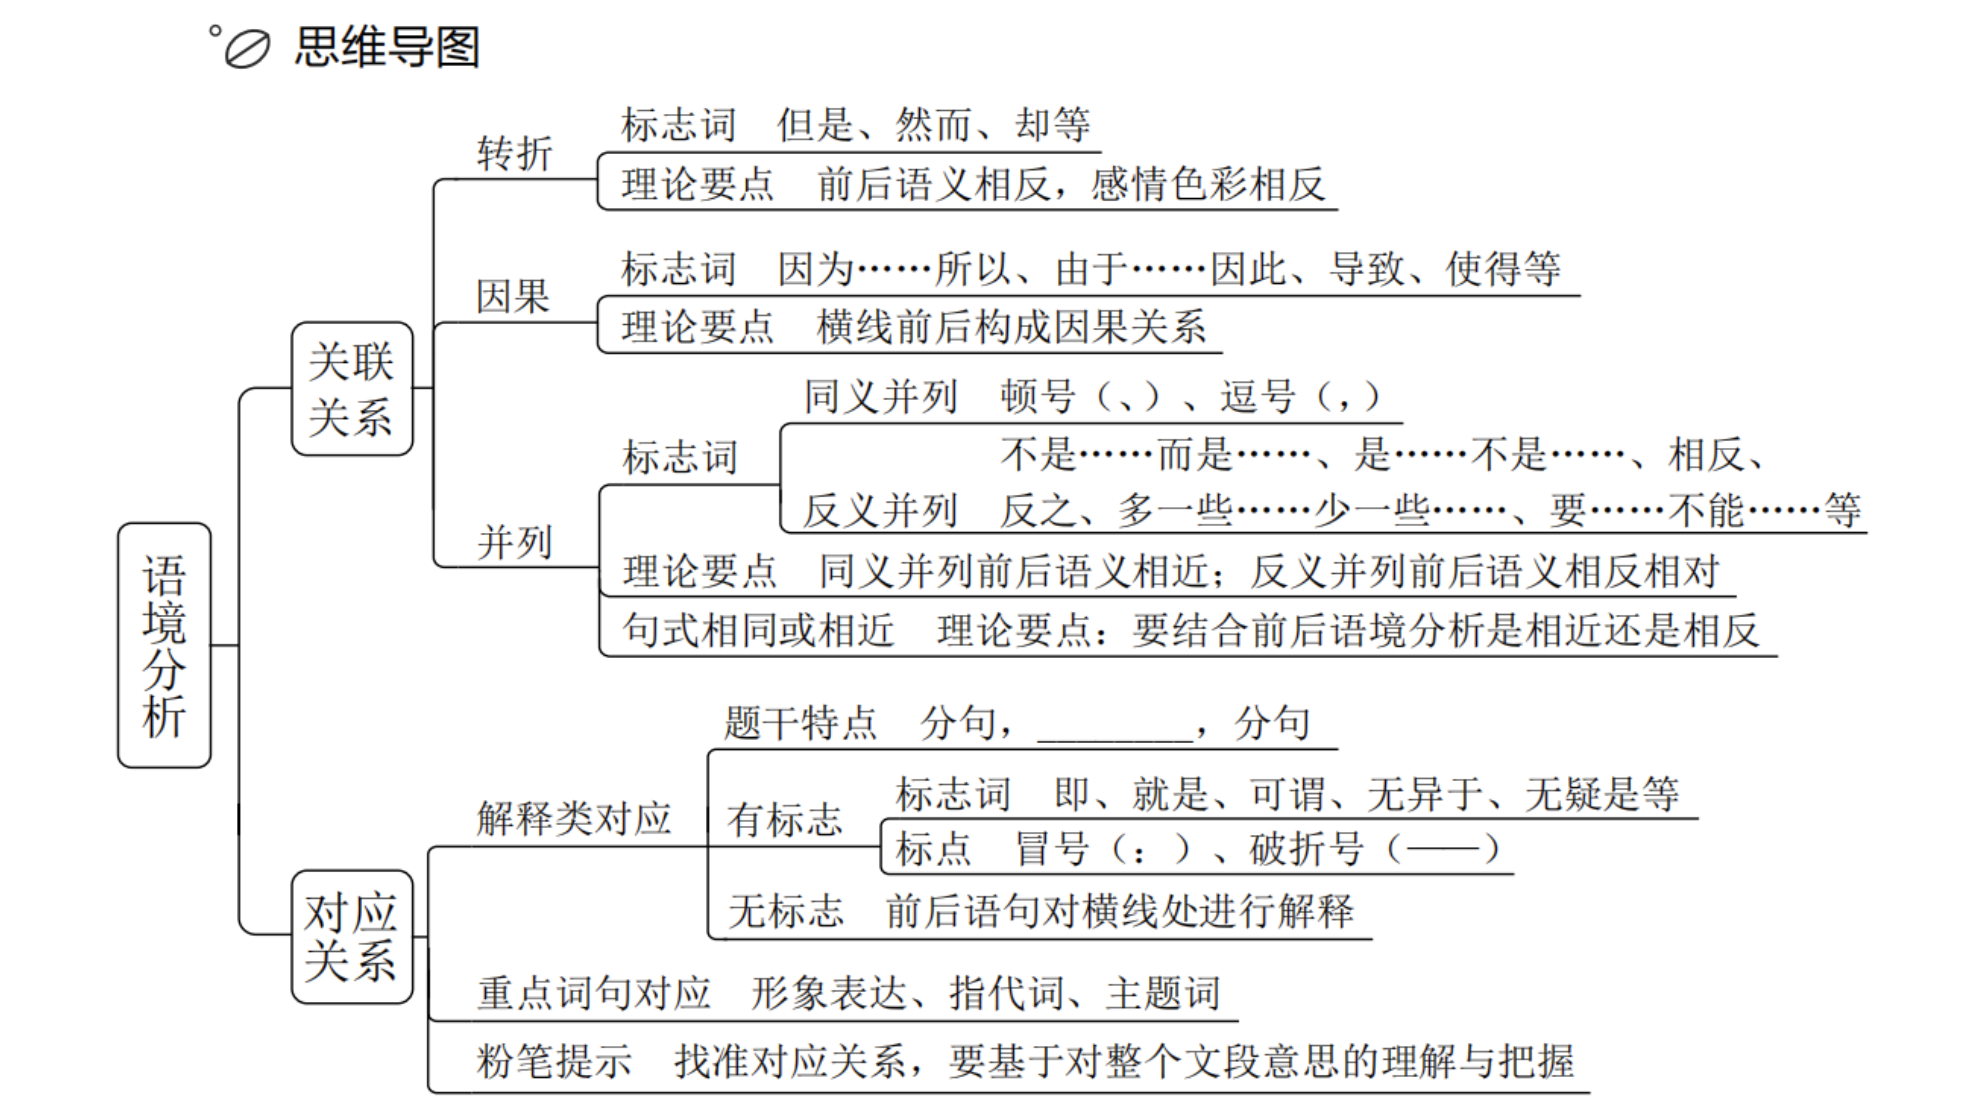 思维导图
语境分析
关联关系
转折
标志词 但是、然而、却等
理论要点 前后语义相反，感情色彩相反
因果
标志词 因为……所以、由于……因此、导致、使得等
理论要点 横线前后构成因果关系
并列
标志词
同义并列 顿号（、）、逗号（，）
反义并列 不是……而是……、是……不是……、相反、
反之、多一些……少一些……、要……不能……等
理论要点 同义并列前后语义相近；反义并列前后语义相反相对
句式相同或相近 理论要点：要结合前后语境分析是相近还是相反
对应关系
解释类对应
题干特点 分句，________，分句
有标志
标志词 即、就是、可谓、无异于、无疑是等
标点 冒号（：）、破折号（——）
无标志 前后语句对横线处进行解释
重点词句对应 形象表达、指代词、主题词
粉笔提示 找准对应关系，要基于对整个文段意思的理解与把握